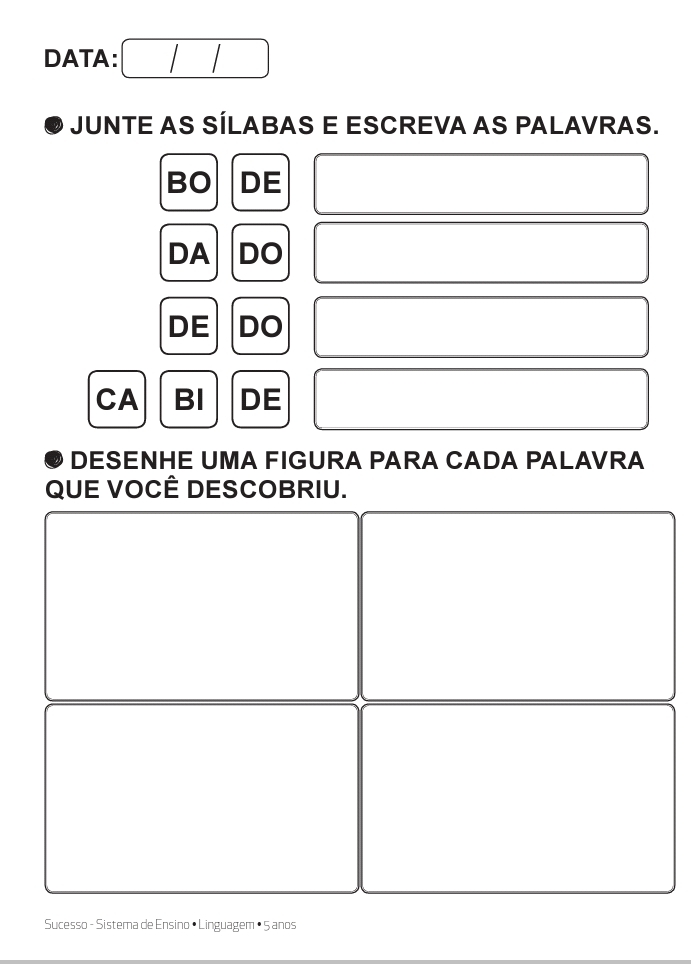 DATA: / /
JUNTE AS SÍLABAS E ESCREVA AS PALAVRAS.
BO DE
DA DO
DE DO
CA BI DE
DESENHE UMA FIGURA PARA CADA PALAVRA
QUE VOCÊ DESCOBRIU.
Sucesso - Sistema de Ensino • Linguagem • 5 anos